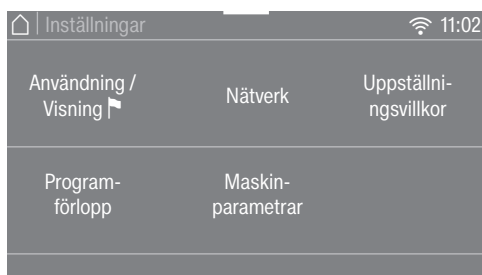 Inställningar 11:02
Användning / Nätverk Uppställni-
Visning ngsvillkor
Program- Maskin-
förlopp parametrar